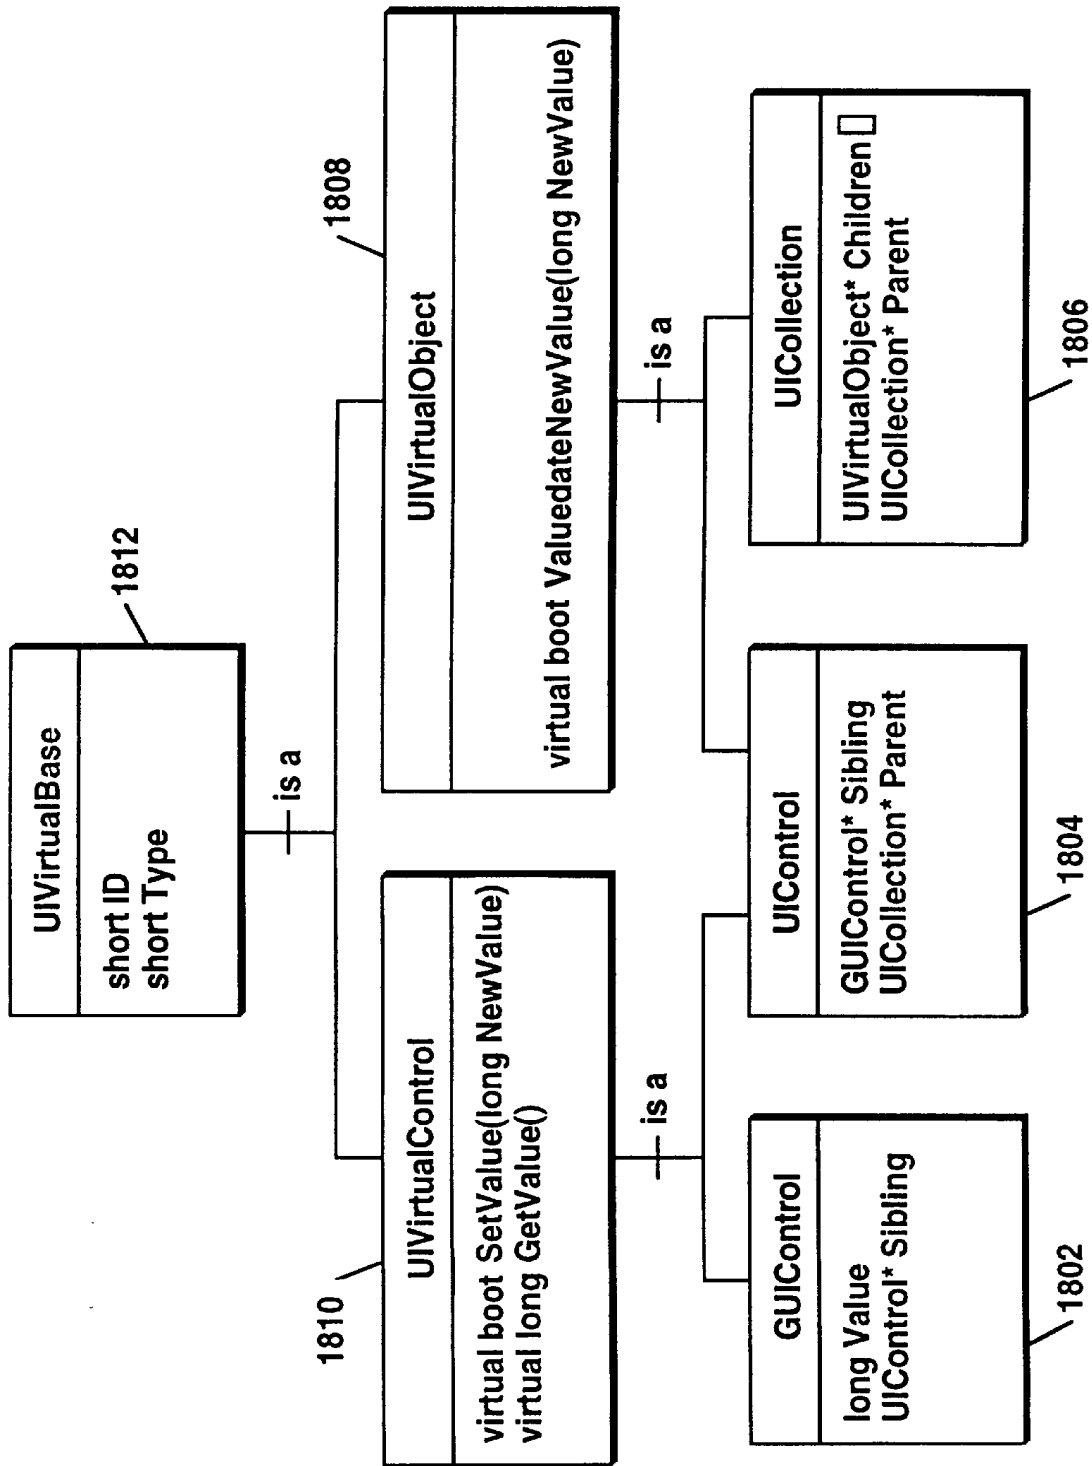 UIVirtualBase
short ID
short Type
1812
is a
UIVirtualControl
virtual boot SetValue(long NewValue)
virtual long GetValue()
1810
UIVirtualObject
virtual boot ValuedateNewValue(long NewValue)
1808
is a
is a
GUIControl
long Value
UIControl* Sibling
1802
UIControl
GUIControl* Sibling
UICollection* Parent
1804
UICollection
UIVirtualObject* Children[]
UICollection* Parent
1806